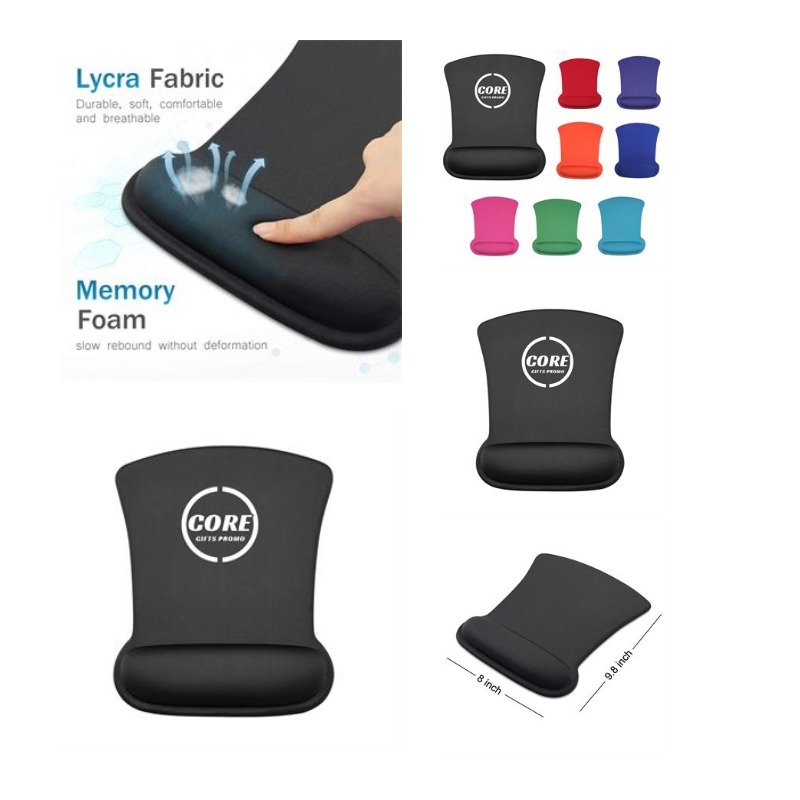 Lycra Fabric
Durable, soft, comfortable
and breathable
Memory
Foam
slow rebound without deformation
CORE
GIFTS PROMO
CORE
GIFTS PROMO
CORE
GIFTS PROMO
8 inch
9.8 inch